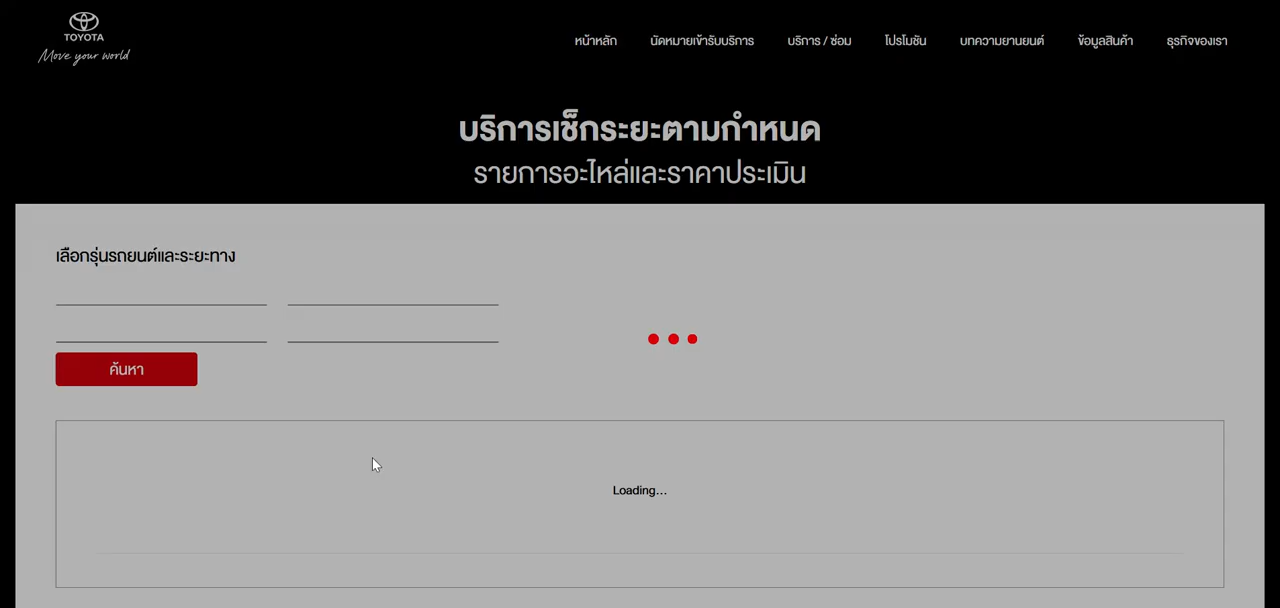 TOYOTA
Move your world
หน้าหลัก นัดหมายเข้ารับบริการ บริการ / ซ่อม โปรโมชัน บทความยานยนต์ ข้อมูลสินค้า ธุรกิจของเรา
บริการเช็กระยะตามกำหนด
รายการอะไหล่และราคาประเมิน
เลือกรุ่นรถยนต์และระยะทาง
ค้นหา
Loading...